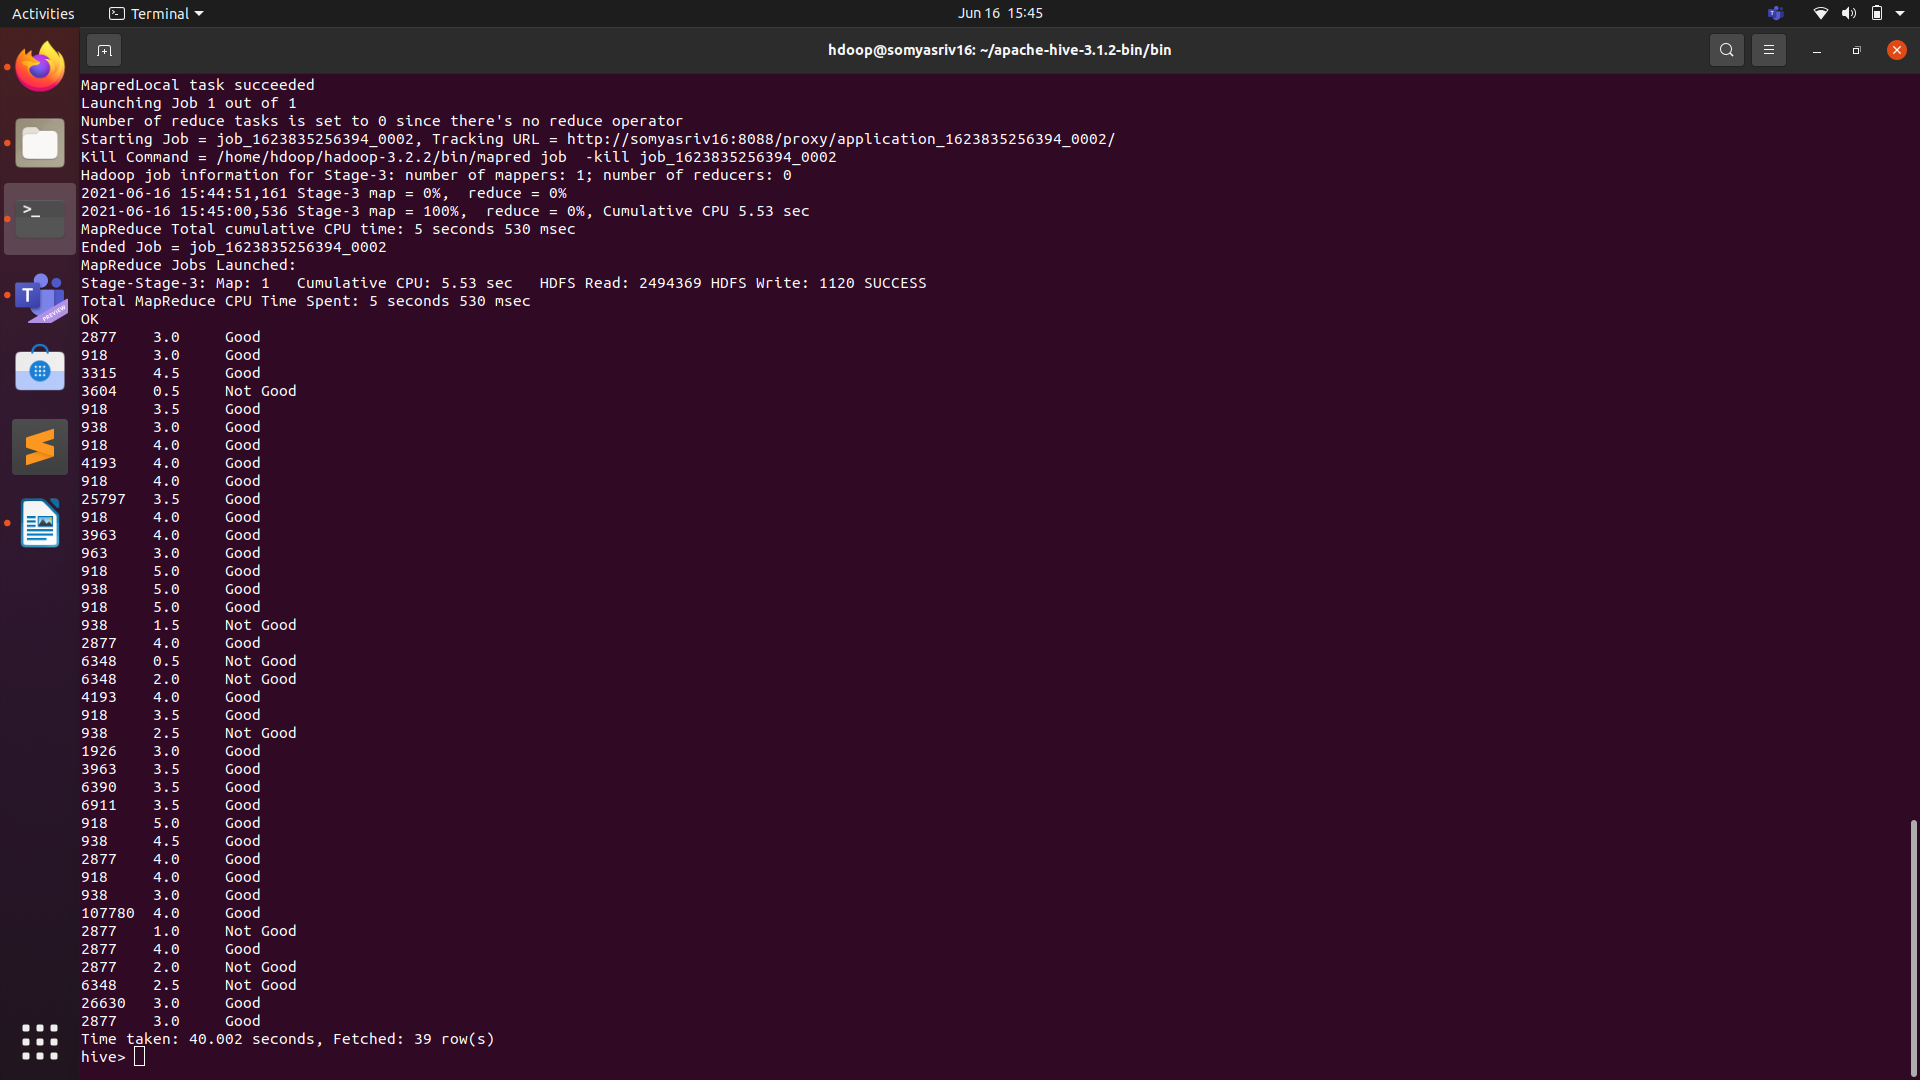 Activities Terminal Jun 16 15:45
hdoop@somyasriv16: ~/apache-hive-3.1.2-bin/bin
MapredLocal task succeeded
Launching Job 1 out of 1
Number of reduce tasks is set to 0 since there's no reduce operator
Starting Job = job_1623835256394_0002, Tracking URL = http://somyasriv16:8088/proxy/application_1623835256394_0002/
Kill Command = /home/hdoop/hadoop-3.2.2/bin/mapred job  -kill job_1623835256394_0002
Hadoop job information for Stage-3: number of mappers: 1; number of reducers: 0
2021-06-16 15:44:51,161 Stage-3 map = 0%,  reduce = 0%
2021-06-16 15:45:00,536 Stage-3 map = 100%,  reduce = 0%, Cumulative CPU 5.53 sec
MapReduce Total cumulative CPU time: 5 seconds 530 msec
Ended Job = job_1623835256394_0002
MapReduce Jobs Launched:
Stage-Stage-3: Map: 1   Cumulative CPU: 5.53 sec   HDFS Read: 2494369 HDFS Write: 1120 SUCCESS
Total MapReduce CPU Time Spent: 5 seconds 530 msec
OK
2877	3.0	Good
918	3.0	Good
3315	4.5	Good
3604	0.5	Not Good
918	3.5	Good
938	3.0	Good
918	4.0	Good
4193	4.0	Good
918	4.0	Good
25797	3.5	Good
918	4.0	Good
3963	4.0	Good
963	3.0	Good
918	5.0	Good
938	5.0	Good
918	5.0	Good
938	1.5	Not Good
2877	4.0	Good
6348	0.5	Not Good
6348	2.0	Not Good
4193	4.0	Good
918	3.5	Good
938	2.5	Not Good
1926	3.0	Good
3963	3.5	Good
6390	3.5	Good
6911	3.5	Good
918	5.0	Good
938	4.5	Good
2877	4.0	Good
918	4.0	Good
938	3.0	Good
107780	4.0	Good
2877	1.0	Not Good
2877	4.0	Good
2877	2.0	Not Good
6348	2.5	Not Good
26630	3.0	Good
2877	3.0	Good
Time taken: 40.002 seconds, Fetched: 39 row(s)
hive>
T
PREVIEW